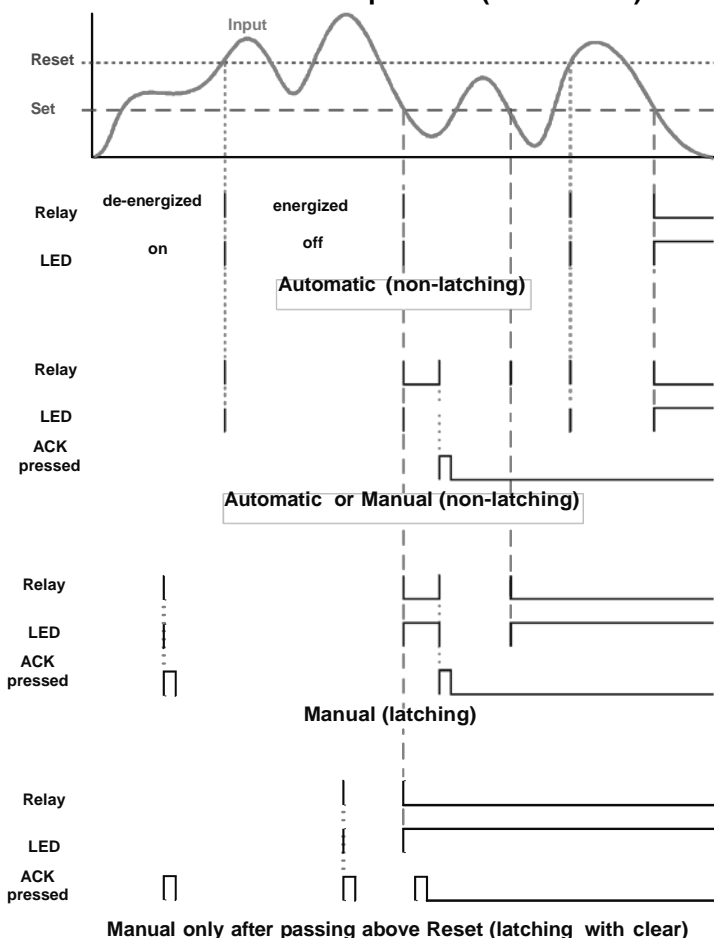 Input
Reset
Set
Relay de-energized energized
LED on off
Automatic (non-latching)
Relay
LED
ACK
pressed
Automatic or Manual (non-latching)
Relay
LED
ACK
pressed
Manual (latching)
Relay
LED
ACK
pressed
Manual only after passing above Reset (latching with clear)